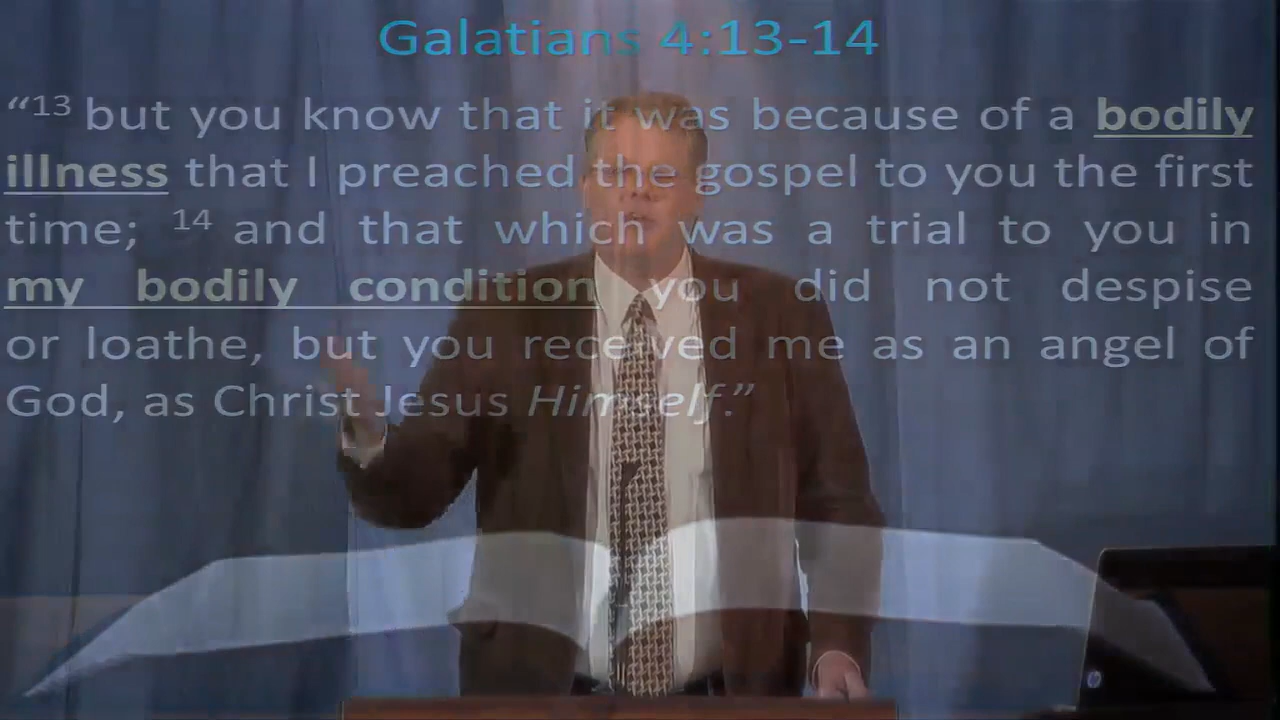 Galatians 4:13-14
“13 but you know that it was because of a bodily
illness that I preached the gospel to you the first
time; 14 and that which was a trial to you in
my bodily condition you did not despise
or loathe, but you received me as an angel of
God, as Christ Jesus Himself.”
hp